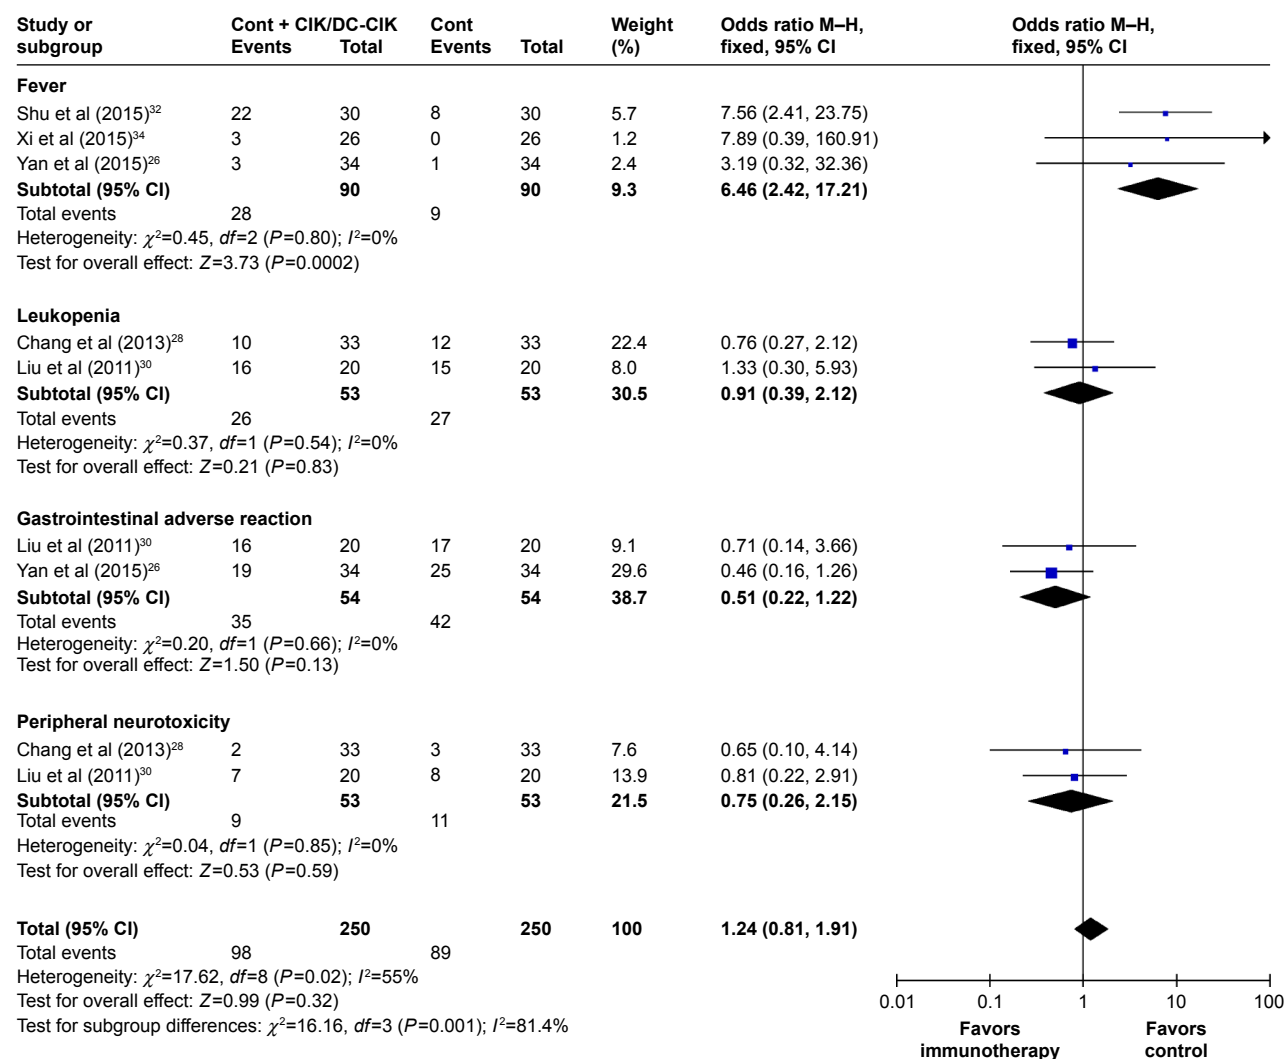 Study or Cont + CIK/DC-CIK Cont Weight Odds ratio M–H, Odds ratio M–H,
subgroup Events Total Events Total (%) fixed, 95% CI fixed, 95% CI
Fever
Shu et al (2015)32 22 30 8 30 5.7 7.56 (2.41, 23.75)
Xi et al (2015)34 3 26 0 26 1.2 7.89 (0.39, 160.91)
Yan et al (2015)26 3 34 1 34 2.4 3.19 (0.32, 32.36)
Subtotal (95% CI) 90 90 9.3 6.46 (2.42, 17.21)
Total events 28 9
Heterogeneity: χ2=0.45, df=2 (P=0.80); I2=0%
Test for overall effect: Z=3.73 (P=0.0002)
Leukopenia
Chang et al (2013)28 10 33 12 33 22.4 0.76 (0.27, 2.12)
Liu et al (2011)30 16 20 15 20 8.0 1.33 (0.30, 5.93)
Subtotal (95% CI) 53 53 30.5 0.91 (0.39, 2.12)
Total events 26 27
Heterogeneity: χ2=0.37, df=1 (P=0.54); I2=0%
Test for overall effect: Z=0.21 (P=0.83)
Gastrointestinal adverse reaction
Liu et al (2011)30 16 20 17 20 9.1 0.71 (0.14, 3.66)
Yan et al (2015)26 19 34 25 34 29.6 0.46 (0.16, 1.26)
Subtotal (95% CI) 54 54 38.7 0.51 (0.22, 1.22)
Total events 35 42
Heterogeneity: χ2=0.20, df=1 (P=0.66); I2=0%
Test for overall effect: Z=1.50 (P=0.13)
Peripheral neurotoxicity
Chang et al (2013)28 2 33 3 33 7.6 0.65 (0.10, 4.14)
Liu et al (2011)30 7 20 8 20 13.9 0.81 (0.22, 2.91)
Subtotal (95% CI) 53 53 21.5 0.75 (0.26, 2.15)
Total events 9 11
Heterogeneity: χ2=0.04, df=1 (P=0.85); I2=0%
Test for overall effect: Z=0.53 (P=0.59)
Total (95% CI) 250 250 100 1.24 (0.81, 1.91)
Total events 98 89
Heterogeneity: χ2=17.62, df=8 (P=0.02); I2=55%
Test for overall effect: Z=0.99 (P=0.32)
Test for subgroup differences: χ2=16.16, df=3 (P=0.001); I2=81.4%
0.01 0.1 1 10 100
Favors Favors
immunotherapy control